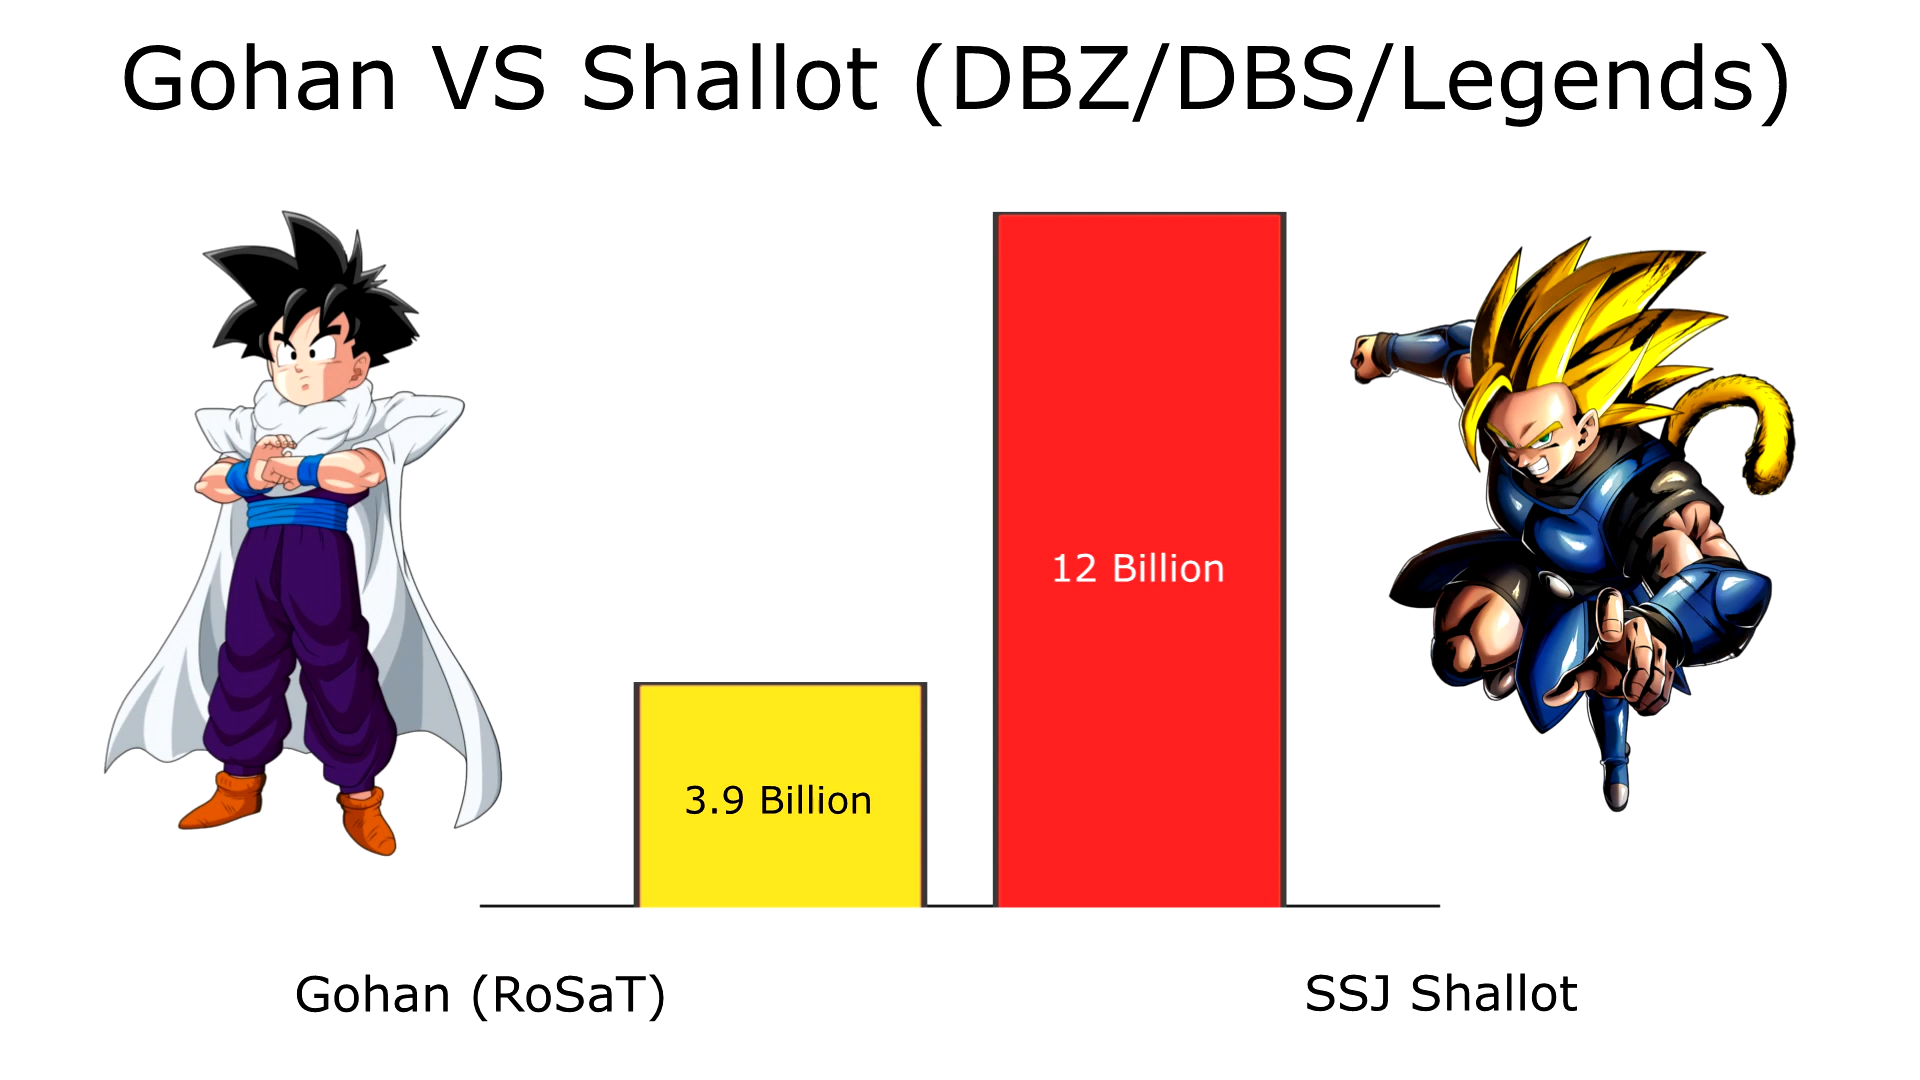 Gohan VS Shallot (DBZ/DBS/Legends)
12 Billion
3.9 Billion
Gohan (RoSaT)
SSJ Shallot